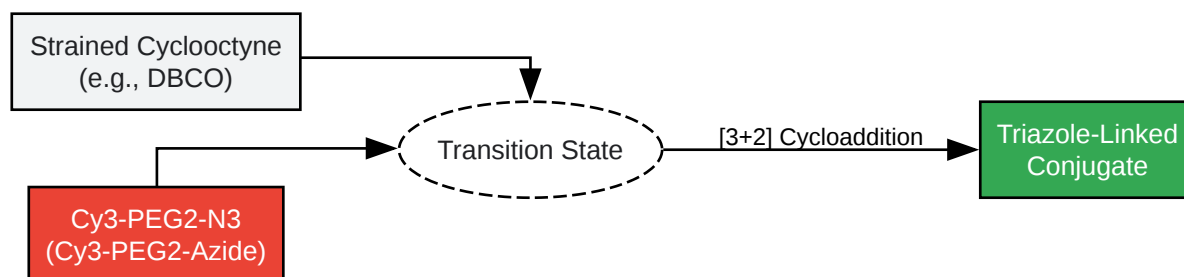 Strained Cyclooctyne
(e.g., DBCO)
Transition State
[3+2] Cycloaddition
Triazole-Linked
Conjugate
Cy3-PEG2-N3
(Cy3-PEG2-Azide)